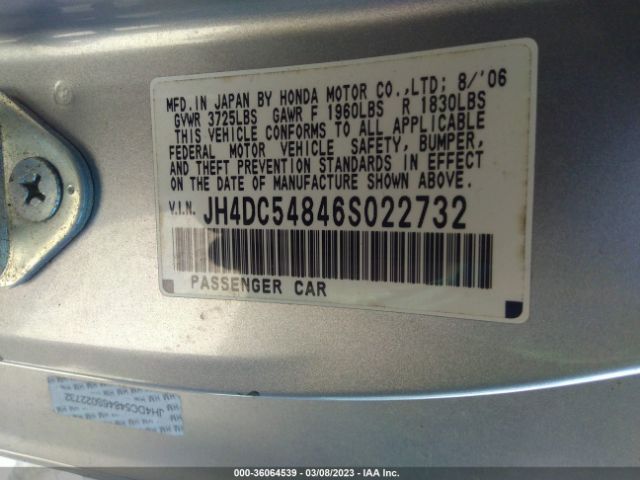 MFD.IN JAPAN BY HONDA MOTOR CO.,LTD; 8/'06
GVWR 3725LBS GAWR F 1960LBS R 1830LBS
THIS VEHICLE CONFORMS TO ALL APPLICABLE
FEDERAL MOTOR VEHICLE SAFETY, BUMPER,
AND THEFT PREVENTION STANDARDS IN EFFECT
ON THE DATE OF MANUFACTURE SHOWN ABOVE.
V.I.N. JH4DC54846S022732
PASSENGER CAR
JH4DC54846S022732
000-36064539 - 03/08/2023 - IAA Inc.